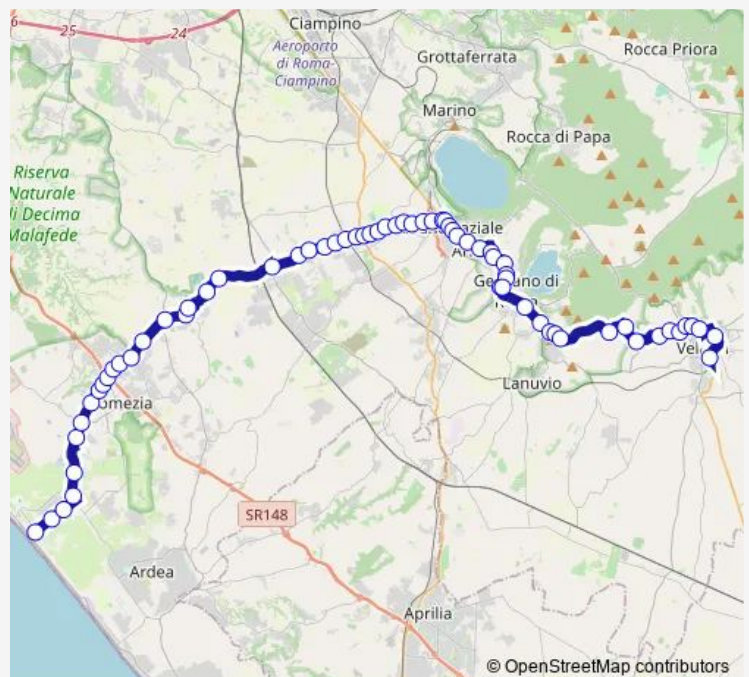 Ciampino
6
25
24
Aeroporto
di Roma-
Ciampino
Grottaferrata
Rocca Priora
Marino
Rocca di Papa
Riserva
Naturale
di Decima
Malafede
Lanuvio
SR148
Ardea
Aprilia
© OpenStreetMap contributors